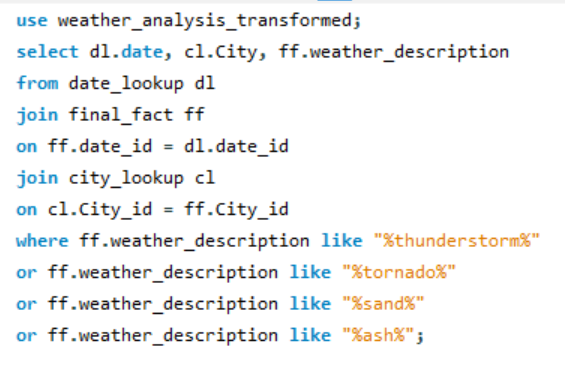 use weather_analysis_transformed;
select dl.date, cl.City, ff.weather_description
from date_lookup dl
join final_fact ff
on ff.date_id = dl.date_id
join city_lookup cl
on cl.City_id = ff.City_id
where ff.weather_description like "%thunderstorm%"
or ff.weather_description like "%tornado%"
or ff.weather_description like "%sand%"
or ff.weather_description like "%ash%";